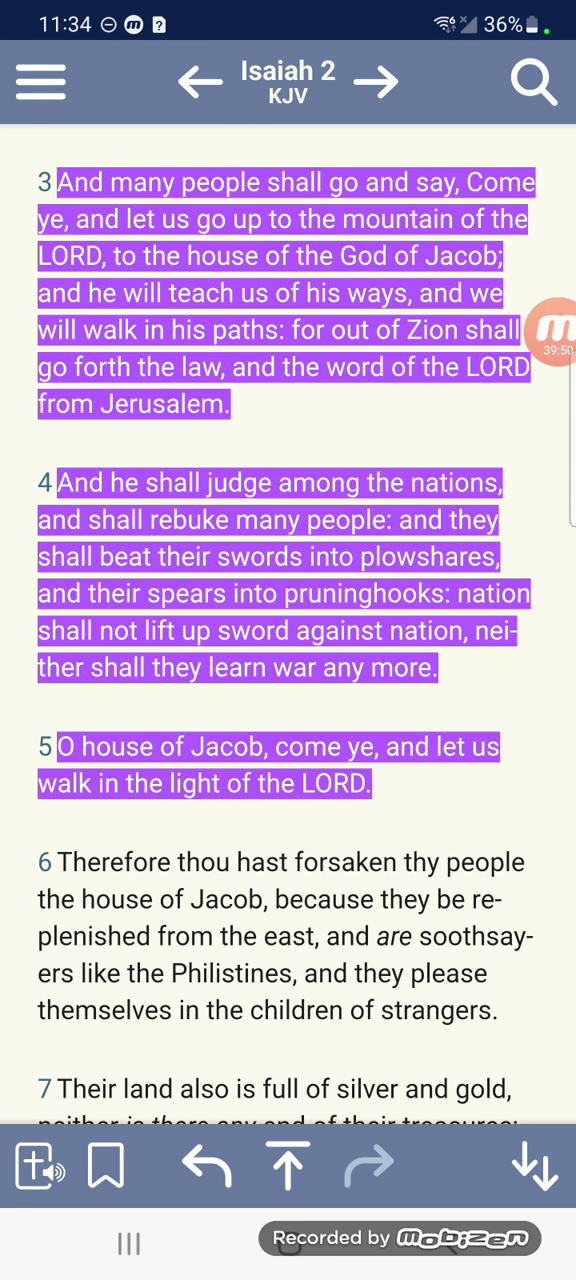 11:34 36%
Isaiah 2
KJV
3 And many people shall go and say, Come
ye, and let us go up to the mountain of the
LORD, to the house of the God of Jacob;
and he will teach us of his ways, and we
will walk in his paths: for out of Zion shall
go forth the law, and the word of the LORD
from Jerusalem.
39:50
4 And he shall judge among the nations,
and shall rebuke many people: and they
shall beat their swords into plowshares,
and their spears into pruninghooks: nation
shall not lift up sword against nation, nei-
ther shall they learn war any more.
5 O house of Jacob, come ye, and let us
walk in the light of the LORD.
6 Therefore thou hast forsaken thy people
the house of Jacob, because they be re-
plenished from the east, and are soothsay-
ers like the Philistines, and they please
themselves in the children of strangers.
7 Their land also is full of silver and gold,
neither is there any end of their treasures;
Recorded by mobizen